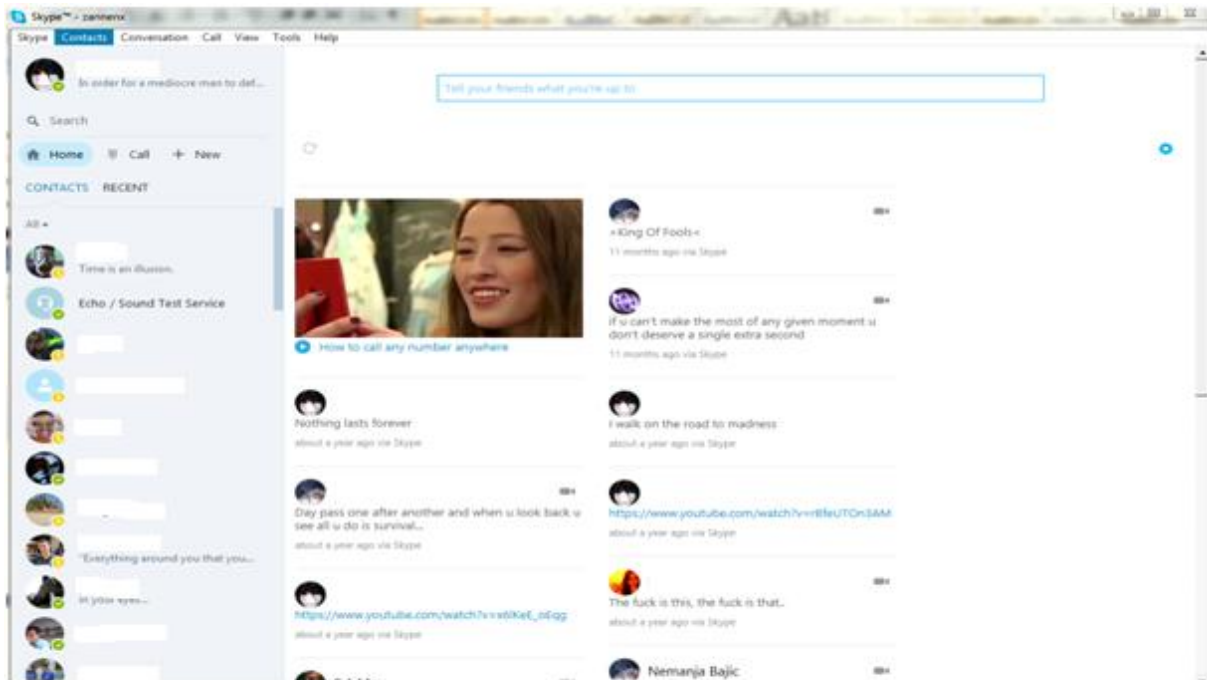 Skype™ - zannenx
Skype Contacts Conversation Call View Tools Help
In order for a mediocre man to def...
Search
Home Call + New
CONTACTS RECENT
All
Time is an illusion.
Echo / Sound Test Service
"Everything around you that you...
in your eyes...
Tell your friends what you're up to
How to call any number anywhere
Nothing lasts forever
about a year ago via Skype
Day pass one after another and when u look back u
see all u do is survival...
about a year ago via Skype
about a year ago via Skype
»King Of Fools«
11 months ago via Skype
if u can't make the most of any given moment u
don't deserve a single extra second
11 months ago via Skype
I walk on the road to madness
about a year ago via Skype
about a year ago via Skype
The fuck is this, the fuck is that..
about a year ago via Skype
Nemanja Bajic